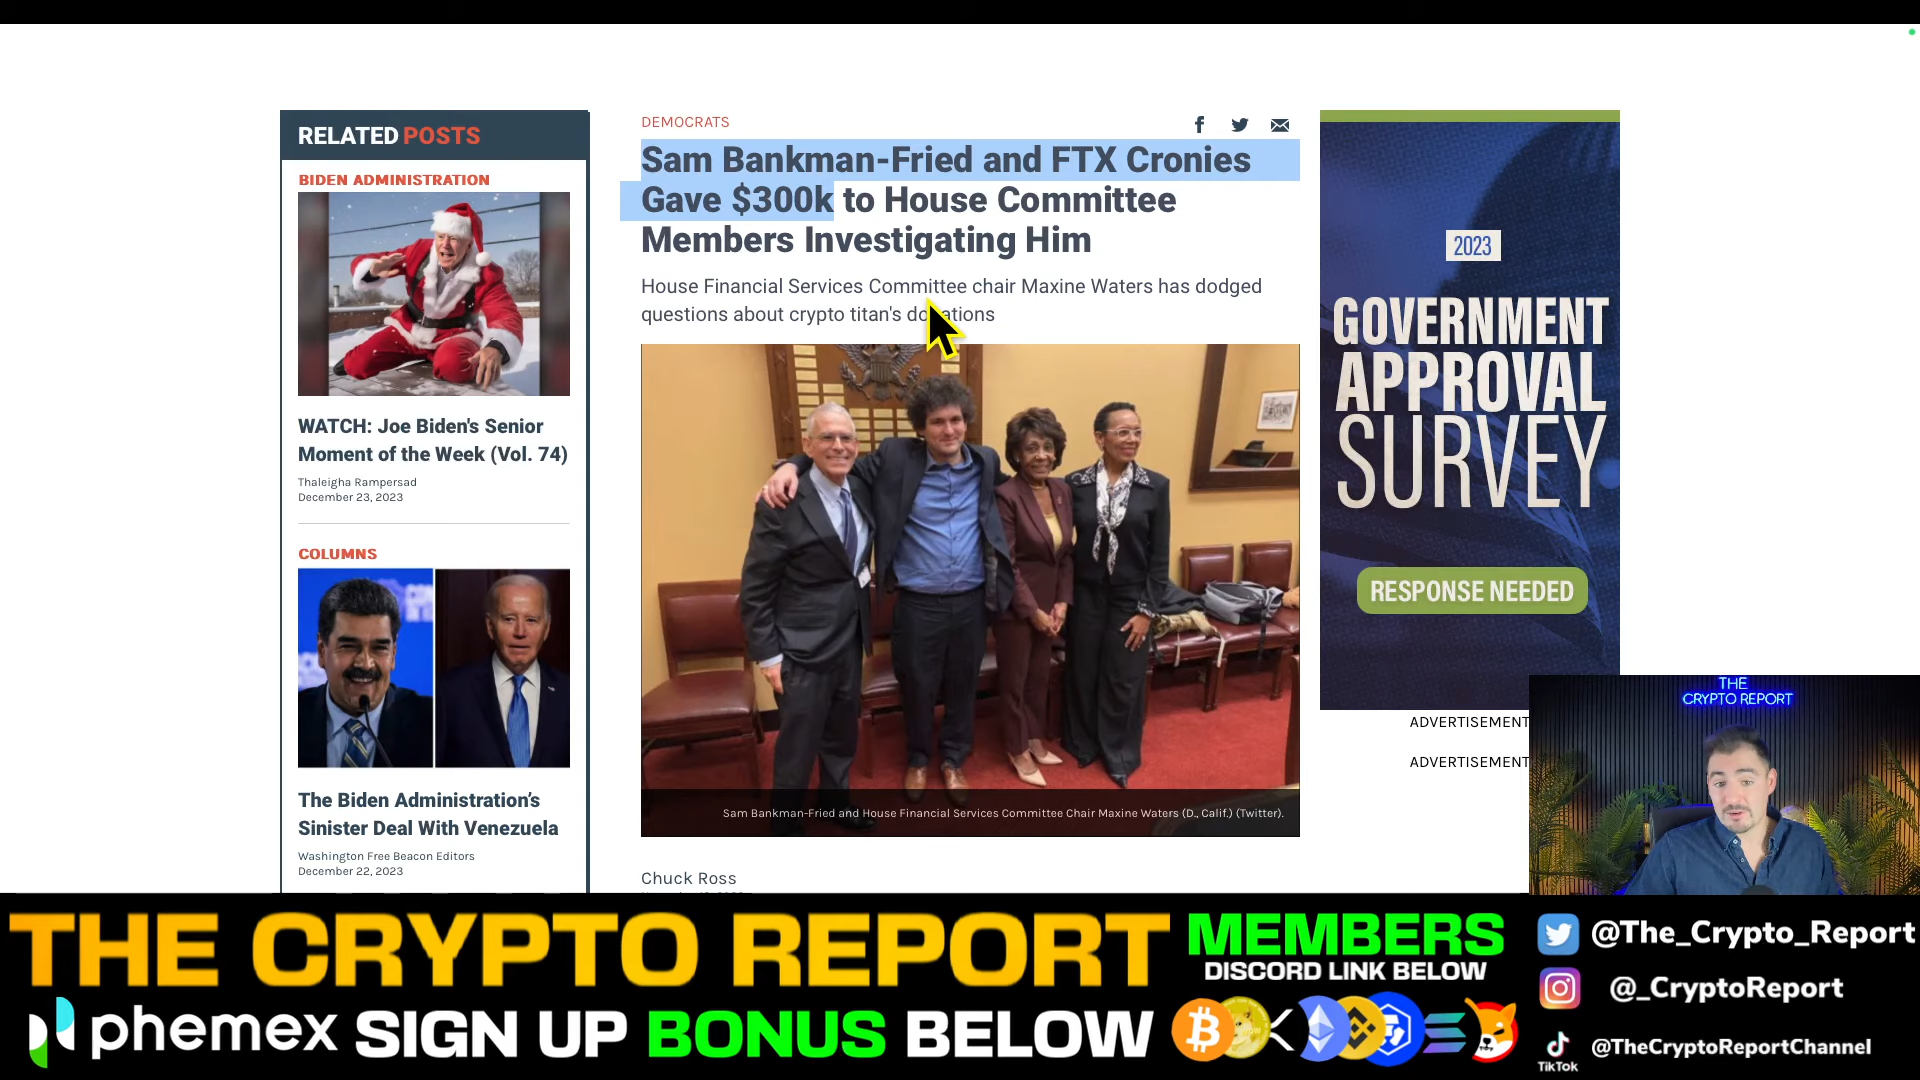 RELATED POSTS
BIDEN ADMINISTRATION
WATCH: Joe Biden's Senior
Moment of the Week (Vol. 74)
Thaleigha Rampersad
December 23, 2023
COLUMNS
The Biden Administration's
Sinister Deal With Venezuela
Washington Free Beacon Editors
December 22, 2023
DEMOCRATS
Sam Bankman-Fried and FTX Cronies
Gave $300k to House Committee
Members Investigating Him
House Financial Services Committee chair Maxine Waters has dodged
questions about crypto titan's donations
Sam Bankman-Fried and House Financial Services Committee Chair Maxine Waters (D., Calif.) (Twitter).
Chuck Ross
2023
GOVERNMENT
APPROVAL
SURVEY
RESPONSE NEEDED
ADVERTISEMENT
ADVERTISEMENT
THE
CRYPTO REPORT
THE CRYPTO REPORT
MEMBERS
DISCORD LINK BELOW
phemex SIGN UP BONUS BELOW
@The_Crypto_Report
@_CryptoReport
TikTok
@TheCryptoReportChannel